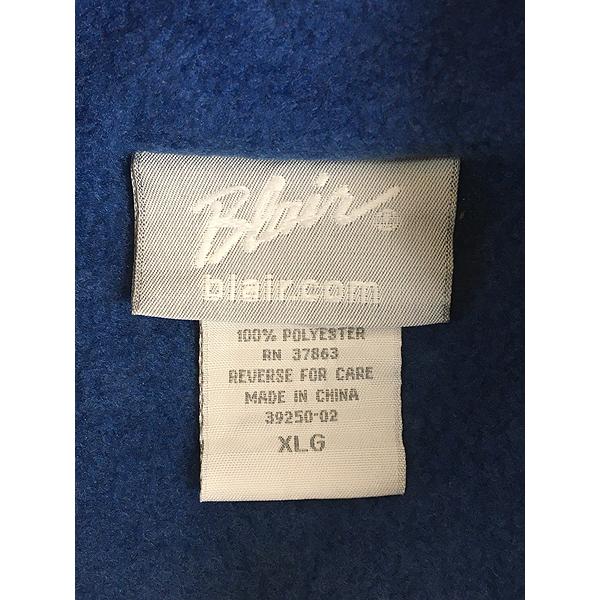 Blair®
blair.com
100% POLYESTER
RN 37863
REVERSE FOR CARE
MADE IN CHINA
39250-02
XLG